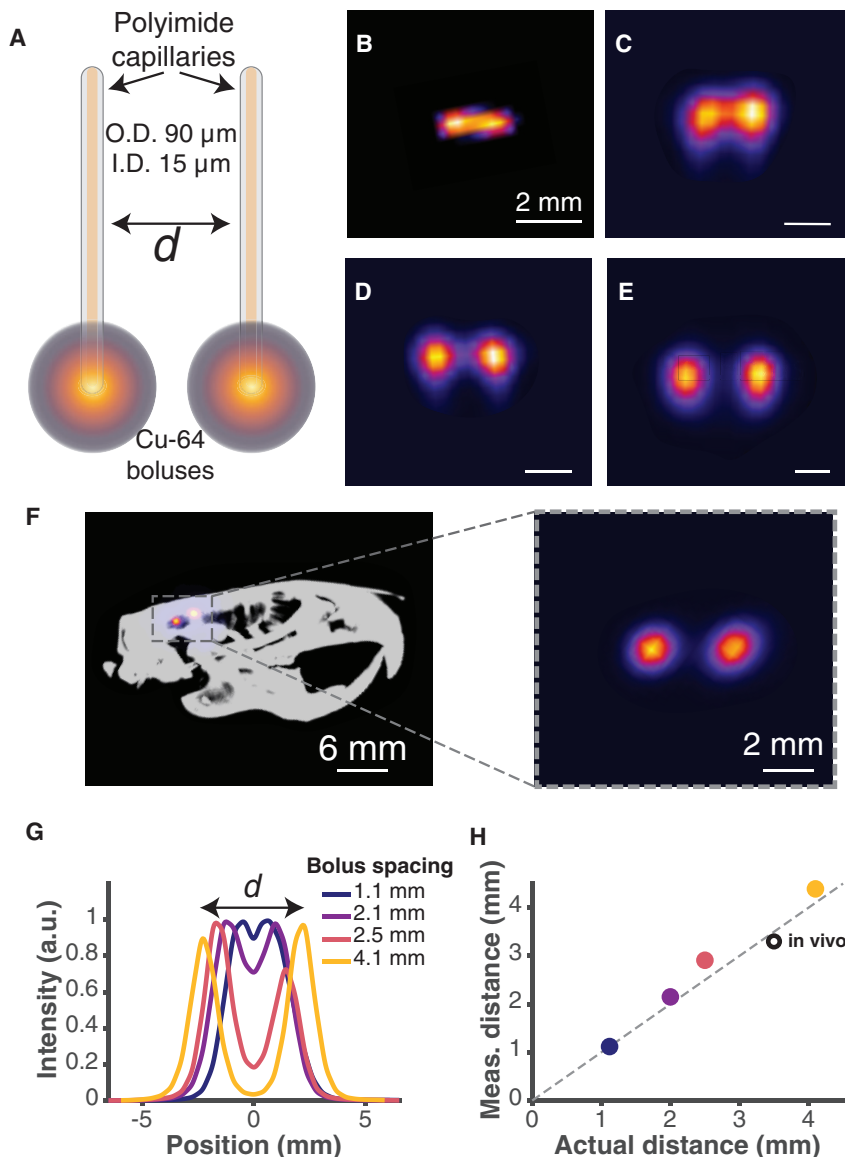 A
Polyimide
capillaries
O.D. 90 µm
I.D. 15 µm
d
Cu-64
boluses
B
2 mm
C
D
E
F
6 mm
2 mm
G
Bolus spacing
d
1.1 mm
2.1 mm
2.5 mm
4.1 mm
Intensity (a.u.)
1
0.8
0.6
0.4
0.2
0
-5
0
5
Position (mm)
H
Meas. distance (mm)
4
3
2
1
0
0
1
2
3
4
in vivo
Actual distance (mm)